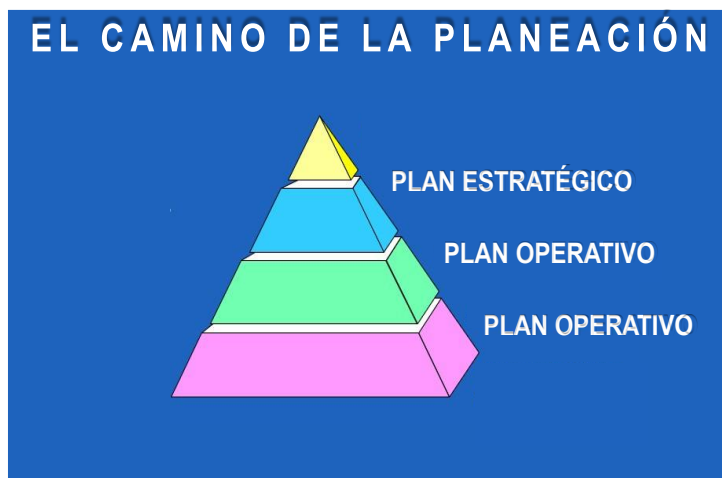 EL CAMINO DE LA PLANEACIÓN
PLAN ESTRATÉGICO
PLAN OPERATIVO
PLAN OPERATIVO